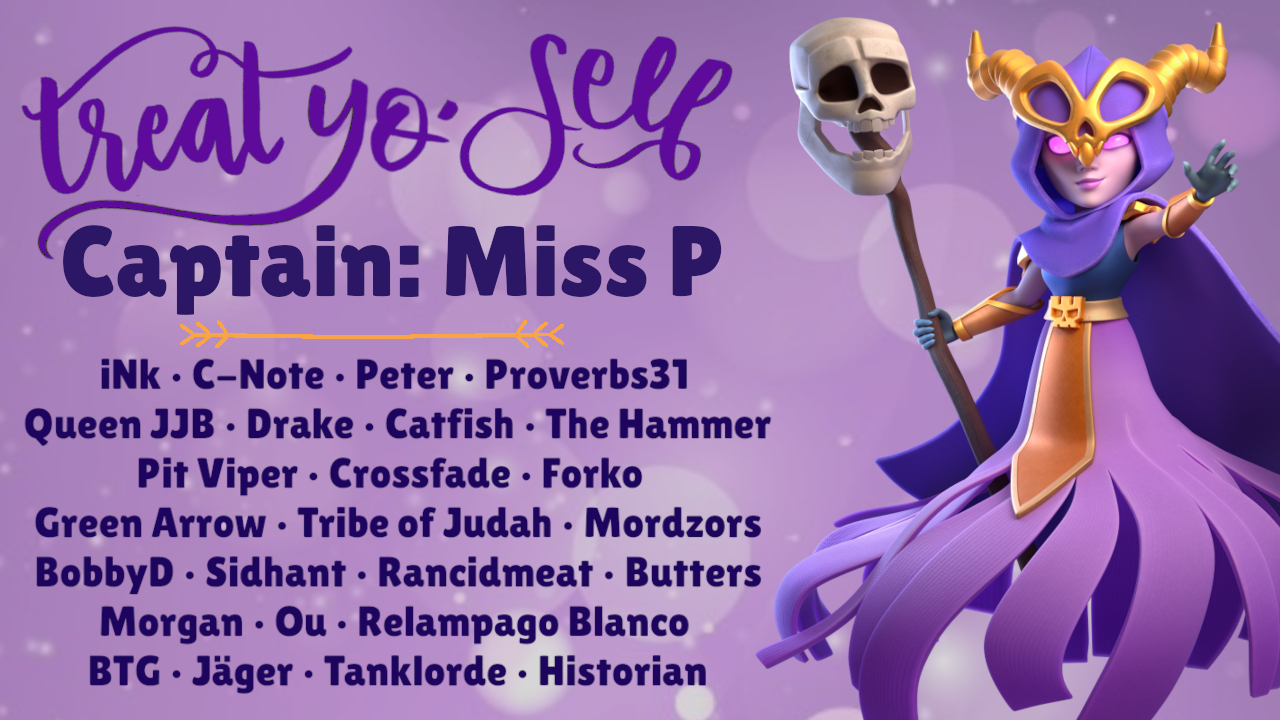 treat yo' self
Captain: Miss P
iNk · C-Note · Peter · Proverbs31
Queen JJB · Drake · Catfish · The Hammer
Pit Viper · Crossfade · Forko
Green Arrow · Tribe of Judah · Mordzors
BobbyD · Sidhant · Rancidmeat · Butters
Morgan · Ou · Relampago Blanco
BTG · Jäger · Tanklorde · Historian